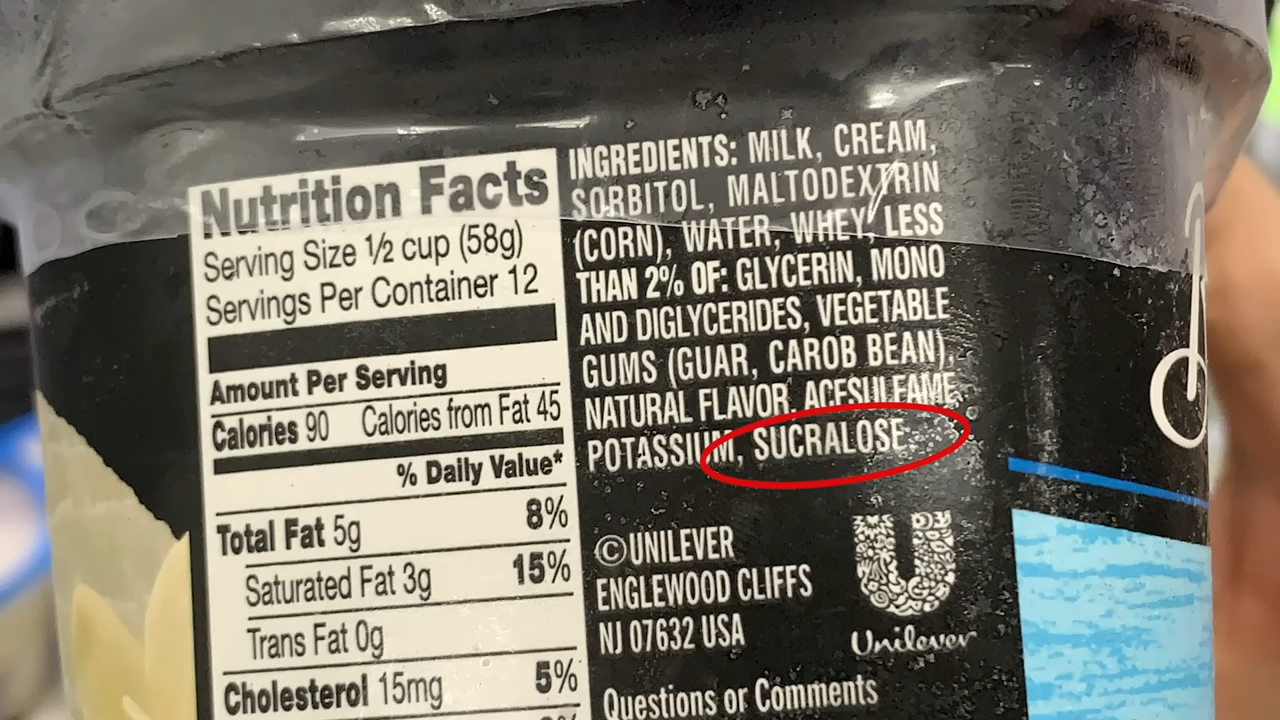 Nutrition Facts
Serving Size ½ cup (58g)
Servings Per Container 12
Amount Per Serving
Calories 90 Calories from Fat 45
% Daily Value*
Total Fat 5g 8%
Saturated Fat 3g 15%
Trans Fat 0g
Cholesterol 15mg 5%
INGREDIENTS: MILK, CREAM,
SORBITOL, MALTODEXTRIN
(CORN), WATER, WHEY, LESS
THAN 2% OF: GLYCERIN, MONO
AND DIGLYCERIDES, VEGETABLE
GUMS (GUAR, CAROB BEAN),
NATURAL FLAVOR, ACESULFAME
POTASSIUM, SUCRALOSE
©UNILEVER
ENGLEWOOD CLIFFS
NJ 07632 USA
Unilever
Questions or Comments